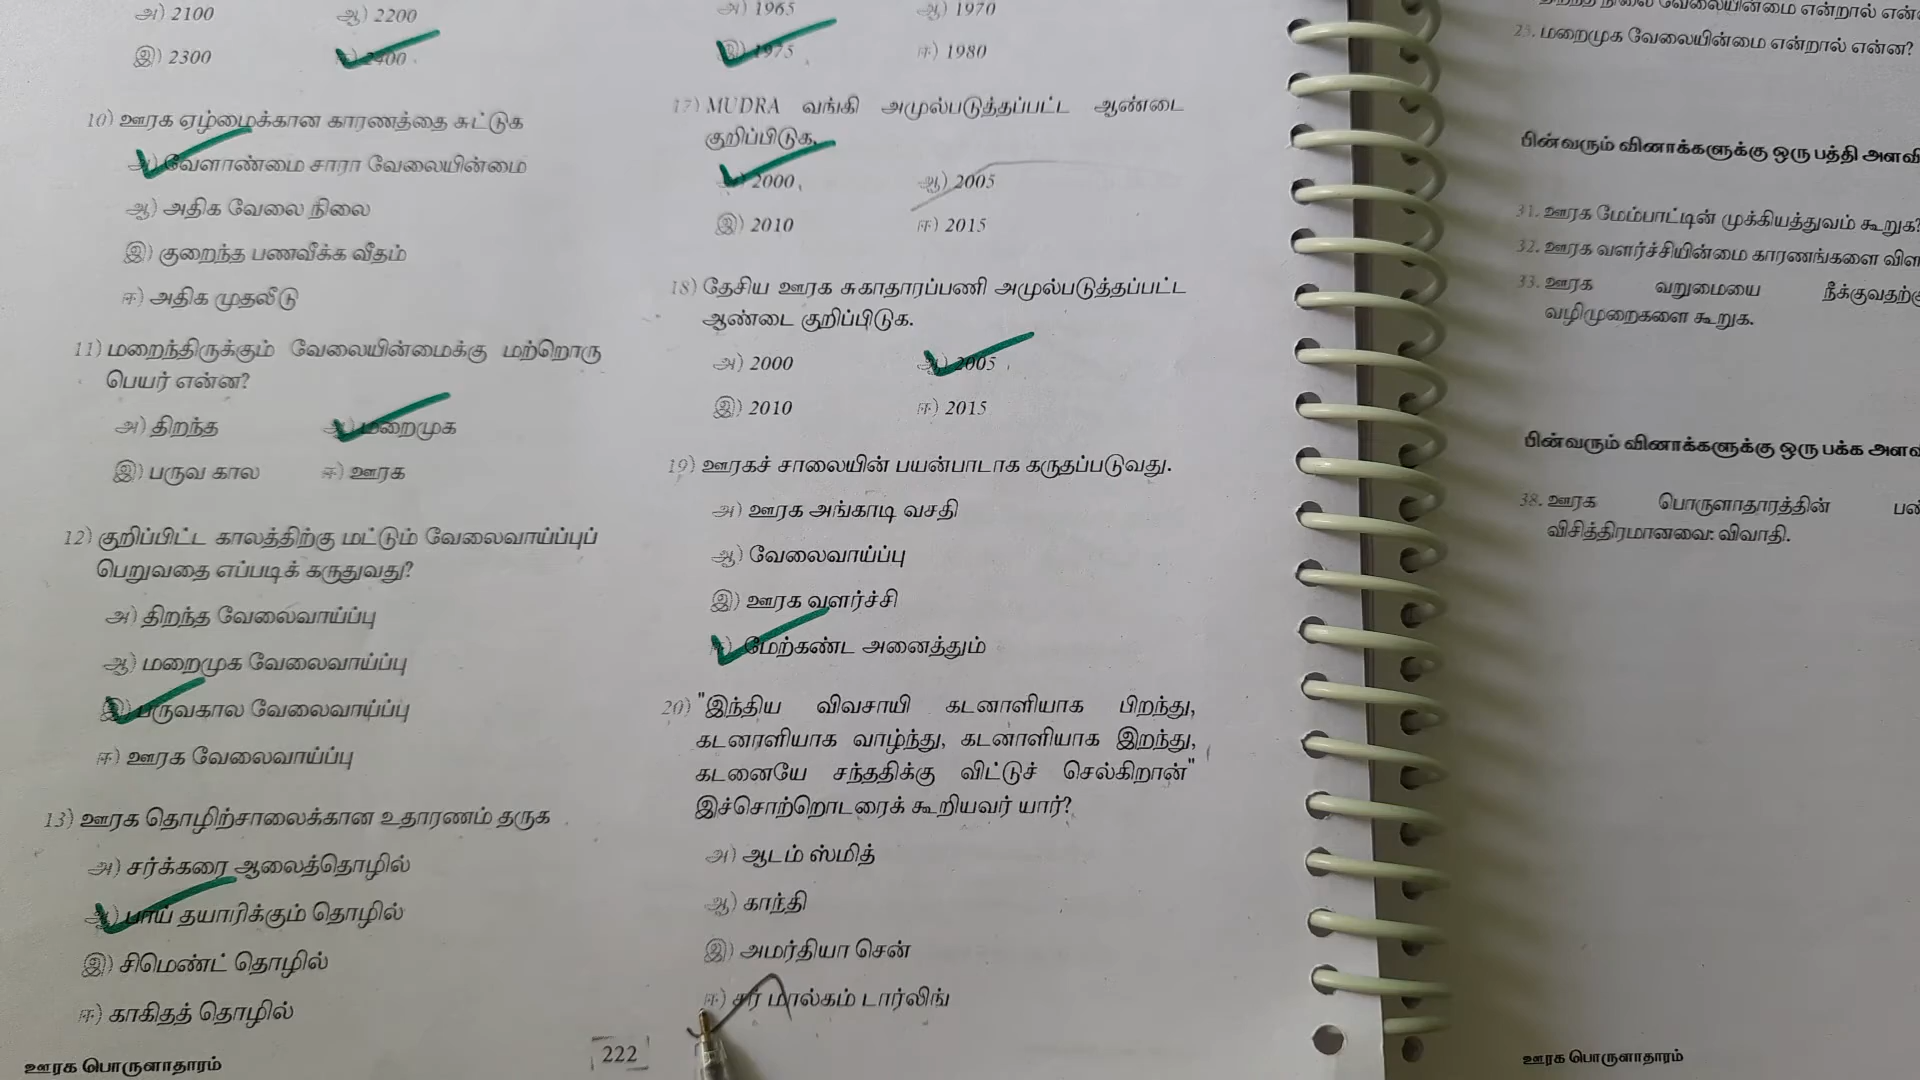 அ) 2100 ஆ) 2200
இ) 2300 ஈ) 2400
10) ஊரக ஏழ்மைக்கான காரணத்தை சுட்டுக
அ) வேளாண்மை சாரா வேலையின்மை
ஆ) அதிக வேலை நிலை
இ) குறைந்த பணவீக்க வீதம்
ஈ) அதிக முதலீடு
11) மறைந்திருக்கும் வேலையின்மைக்கு மற்றொரு
பெயர் என்ன?
அ) திறந்த ஆ) மறைமுக
இ) பருவ கால ஈ) ஊரக
12) குறிப்பிட்ட காலத்திற்கு மட்டும் வேலைவாய்ப்புப்
பெறுவதை எப்படிக் கருதுவது?
அ) திறந்த வேலைவாய்ப்பு
ஆ) மறைமுக வேலைவாய்ப்பு
இ) பருவகால வேலைவாய்ப்பு
ஈ) ஊரக வேலைவாய்ப்பு
13) ஊரக தொழிற்சாலைக்கான உதாரணம் தருக
அ) சர்க்கரை ஆலைத்தொழில்
ஆ) பாய் தயாரிக்கும் தொழில்
இ) சிமெண்ட் தொழில்
ஈ) காகிதத் தொழில்
ஊரக பொருளாதாரம்
அ) 1965 ஆ) 1970
இ) 1975 ஈ) 1980
17) MUDRA வங்கி அமுல்படுத்தப்பட்ட ஆண்டை
குறிப்பிடுக.
அ) 2000 ஆ) 2005
இ) 2010 ஈ) 2015
18) தேசிய ஊரக சுகாதாரப்பணி அமுல்படுத்தப்பட்ட
ஆண்டை குறிப்பிடுக.
அ) 2000 ஆ) 2005
இ) 2010 ஈ) 2015
19) ஊரகச் சாலையின் பயன்பாடாக கருதப்படுவது.
அ) ஊரக அங்காடி வசதி
ஆ) வேலைவாய்ப்பு
இ) ஊரக வளர்ச்சி
ஈ) மேற்கண்ட அனைத்தும்
20) "இந்திய விவசாயி கடனாளியாக பிறந்து,
கடனாளியாக வாழ்ந்து, கடனாளியாக இறந்து,
கடனையே சந்ததிக்கு விட்டுச் செல்கிறான்"
இச்சொற்றொடரைக் கூறியவர் யார்?
அ) ஆடம் ஸ்மித்
ஆ) காந்தி
இ) அமர்தியா சென்
ஈ) சர் மால்கம் டார்லிங்
222
நிலை வேலையின்மை என்றால்
23. மறைமுக வேலையின்மை என்றால் என்ன?
பின்வரும் வினாக்களுக்கு ஒரு பத்தி
31. ஊரக மேம்பாட்டின் முக்கியத்துவம் கூறுக?
32. ஊரக வளர்ச்சியின்மை காரணங்களை
33. ஊரக வறுமையை
வழிமுறைகளை கூறுக.
பின்வரும் வினாக்களுக்கு ஒரு பக்க
38. ஊரக பொருளாதாரத்தின்
விசித்திரமானவை: விவாதி.
ஊரக பொருளாதாரம்